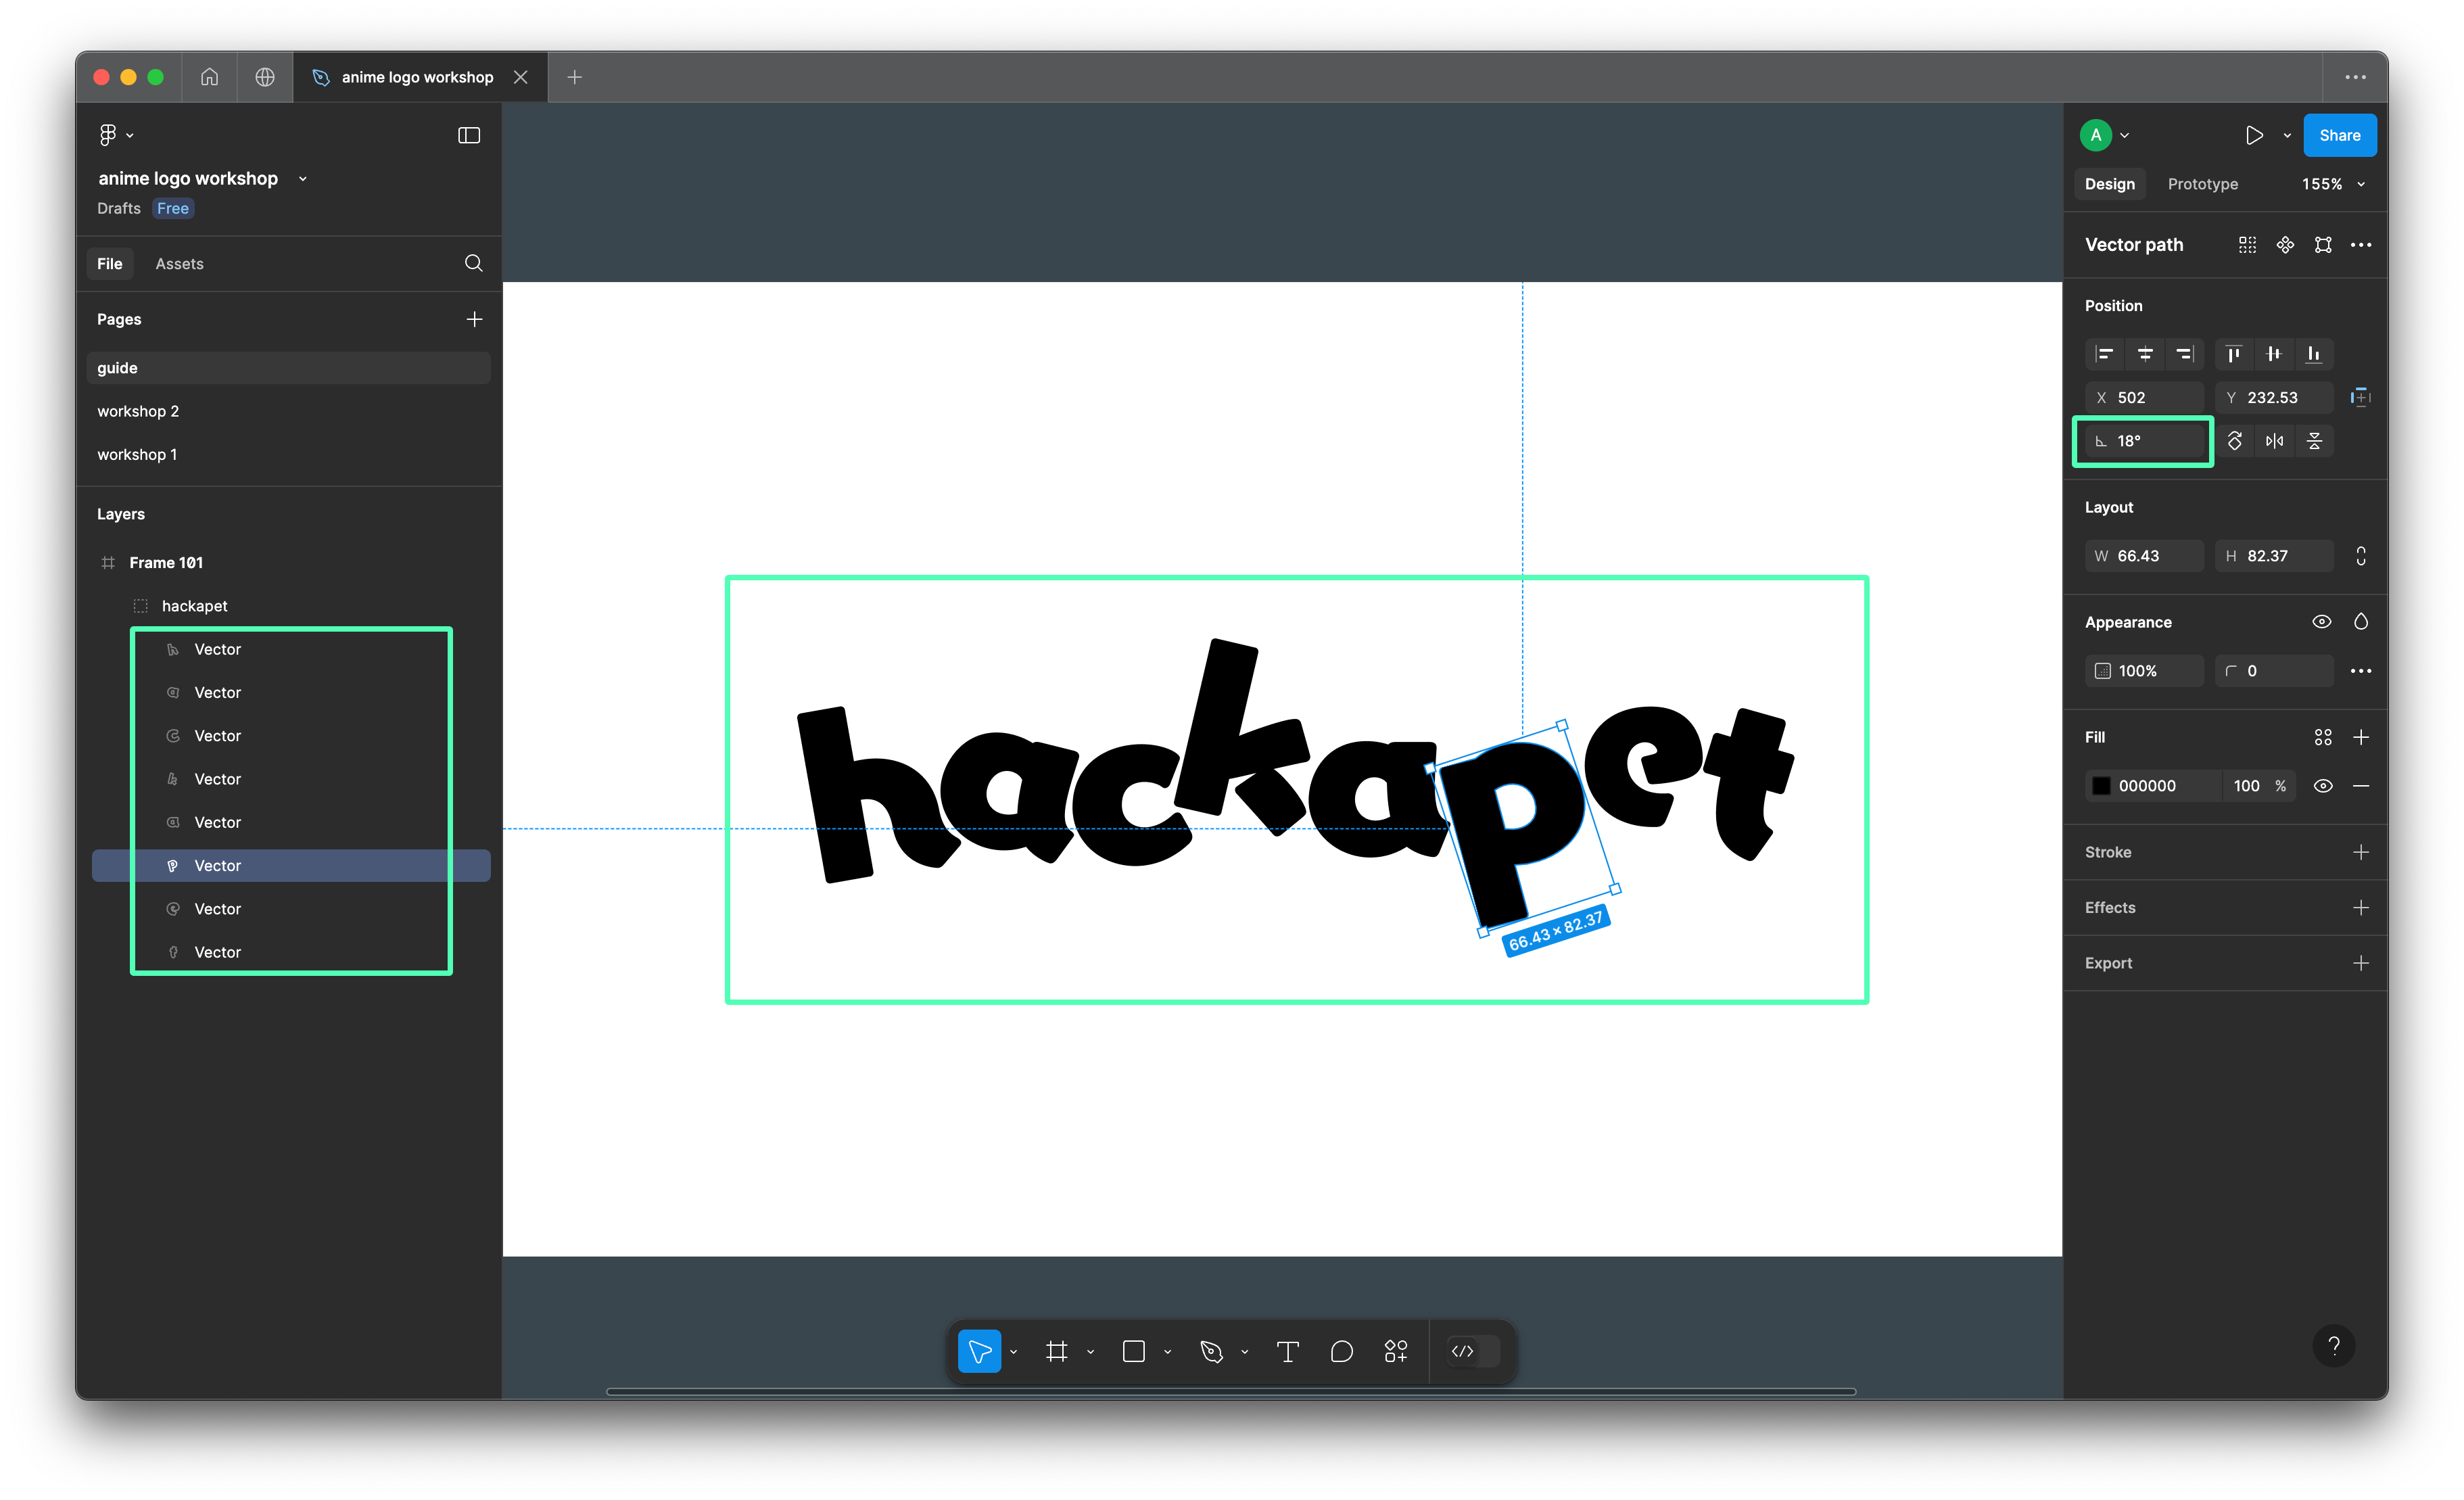 anime logo workshop
anime logo workshop
Drafts Free
File Assets
Pages
guide
workshop 2
workshop 1
Layers
Frame 101
hackapet
Vector
Vector
Vector
Vector
Vector
Vector
Vector
Vector
hackapet
66.43 × 82.37
A Share
Design Prototype 155%
Vector path
Position
X 502 Y 232.53
18°
Layout
W 66.43 H 82.37
Appearance
100% 0
Fill
000000 100 %
Stroke
Effects
Export
T </>
?